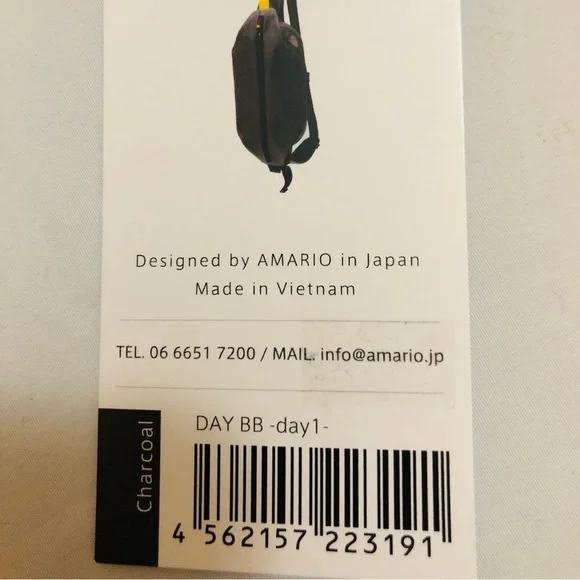 Designed by AMARIO in Japan
Made in Vietnam
TEL. 06 6651 7200 / MAIL. info@amario.jp
Charcoal
DAY BB -day1-
4 562157 223191